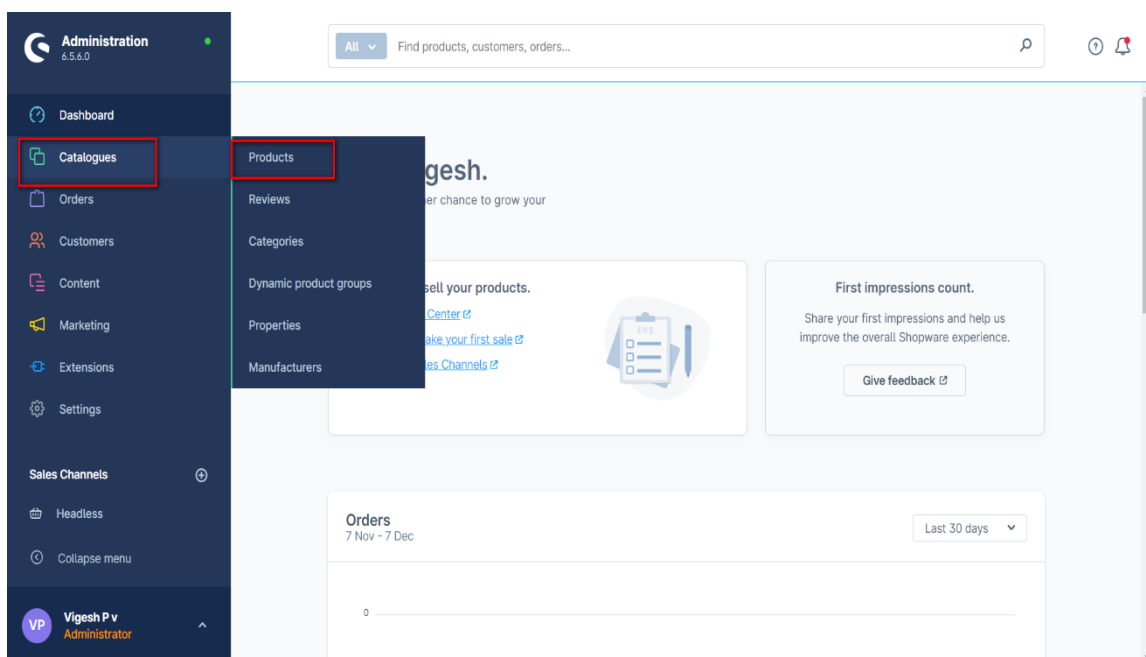 Administration
6.5.6.0
All
Find products, customers, orders...
Dashboard
Catalogues
Orders
Customers
Content
Marketing
Extensions
Settings
Sales Channels
Headless
Collapse menu
VP
Vigesh P v
Administrator
Products
Reviews
Categories
Dynamic product groups
Properties
Manufacturers
gesh.
chance to grow your
sell your products.
Center
ake your first sale
les Channels
First impressions count.
Share your first impressions and help us
improve the overall Shopware experience.
Give feedback
Orders
7 Nov - 7 Dec
Last 30 days
0